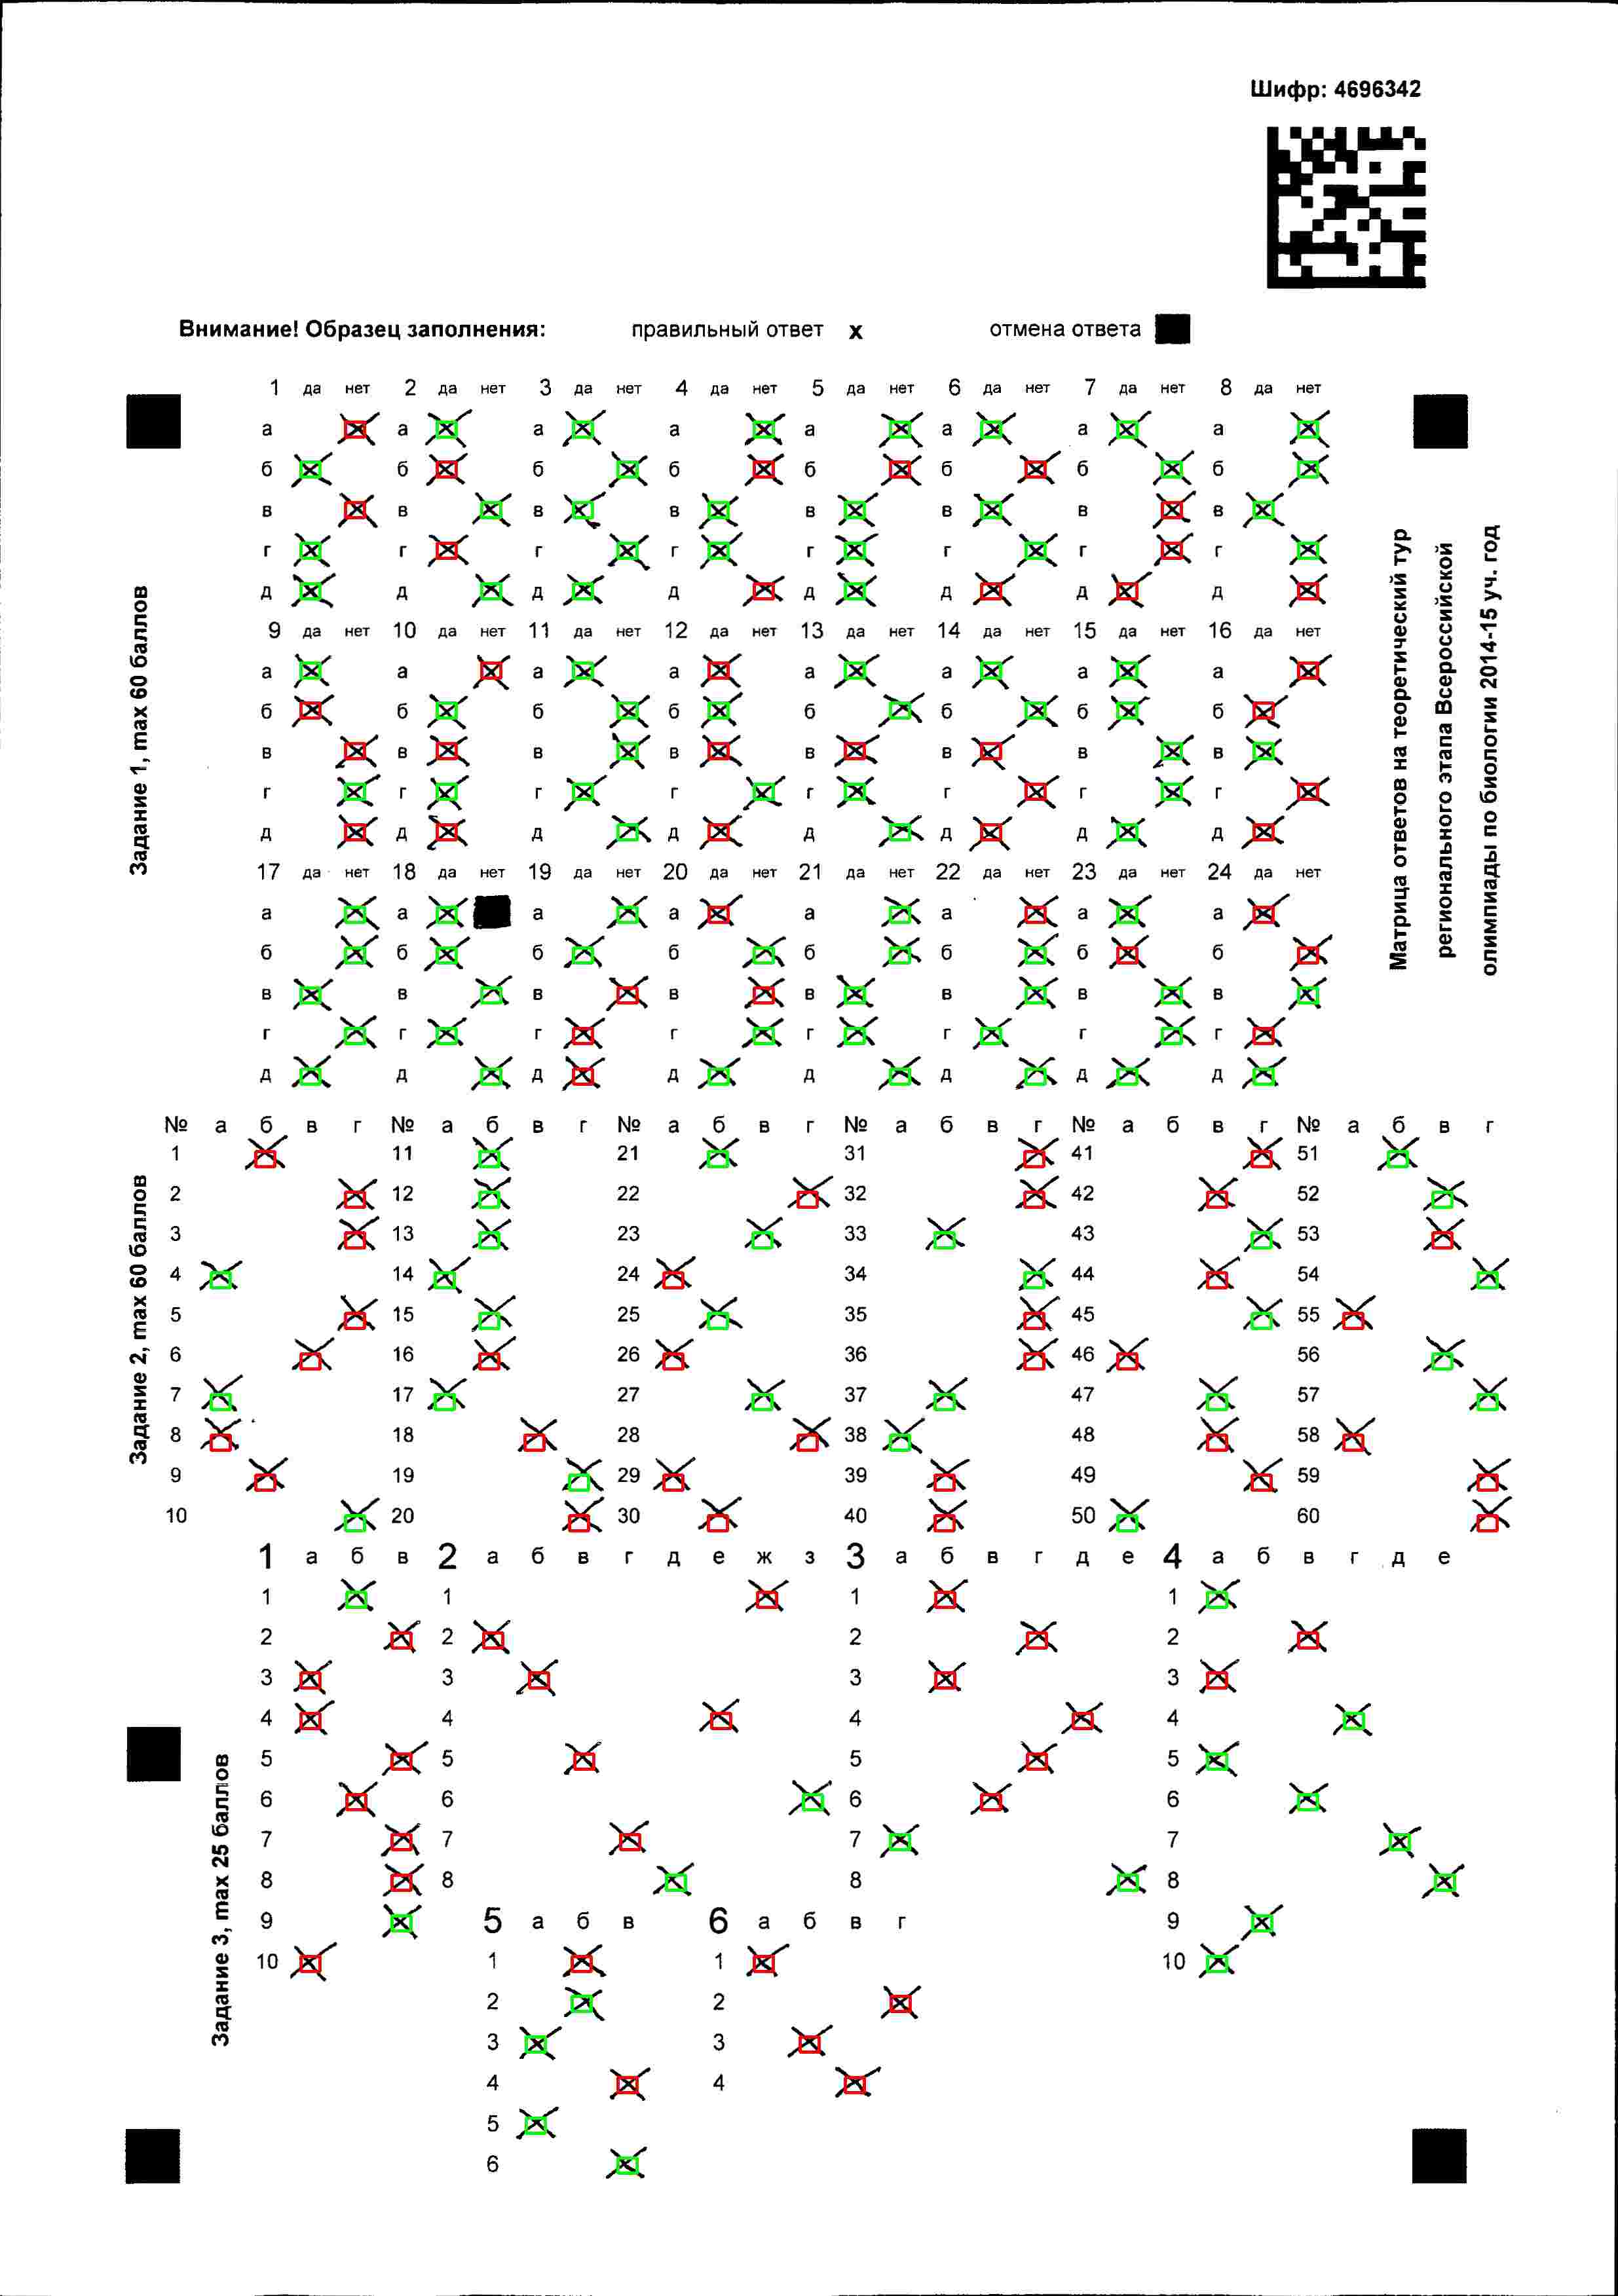 Шифр: 4696342
Внимание! Образец заполнения: правильный ответ x отмена ответа
Задание 1, max 60 баллов
1 да нет 2 да нет 3 да нет 4 да нет 5 да нет 6 да нет 7 да нет 8 да нет
а а а а а а а а
б б б б б б б б
в в в в в в в в
г г г г г г г г
д д д д д д д д
9 да нет 10 да нет 11 да нет 12 да нет 13 да нет 14 да нет 15 да нет 16 да нет
а а а а а а а а
б б б б б б б б
в в в в в в в в
г г г г г г г г
д д д д д д д д
17 да нет 18 да нет 19 да нет 20 да нет 21 да нет 22 да нет 23 да нет 24 да нет
а а а а а а а а
б б б б б б б б
в в в в в в в в
г г г г г г г г
д д д д д д д д
Матрица ответов на теоретический тур
регионального этапа Всероссийской
олимпиады по биологии 2014-15 уч. год
Задание 2, max 60 баллов
№ а б в г № а б в г № а б в г № а б в г № а б в г № а б в г
1 11 21 31 41 51
2 12 22 32 42 52
3 13 23 33 43 53
4 14 24 34 44 54
5 15 25 35 45 55
6 16 26 36 46 56
7 17 27 37 47 57
8 18 28 38 48 58
9 19 29 39 49 59
10 20 30 40 50 60
Задание 3, max 25 баллов
1 а б в 2 а б в г д е ж з 3 а б в г д е 4 а б в г д е
1 1 1 1
2 2 2 2
3 3 3 3
4 4 4 4
5 5 5 5
6 6 6 6
7 7 7 7
8 8 8 8
9 5 а б в 6 а б в г 9
10 1 1 10
2 2
3 3
4 4
5
6